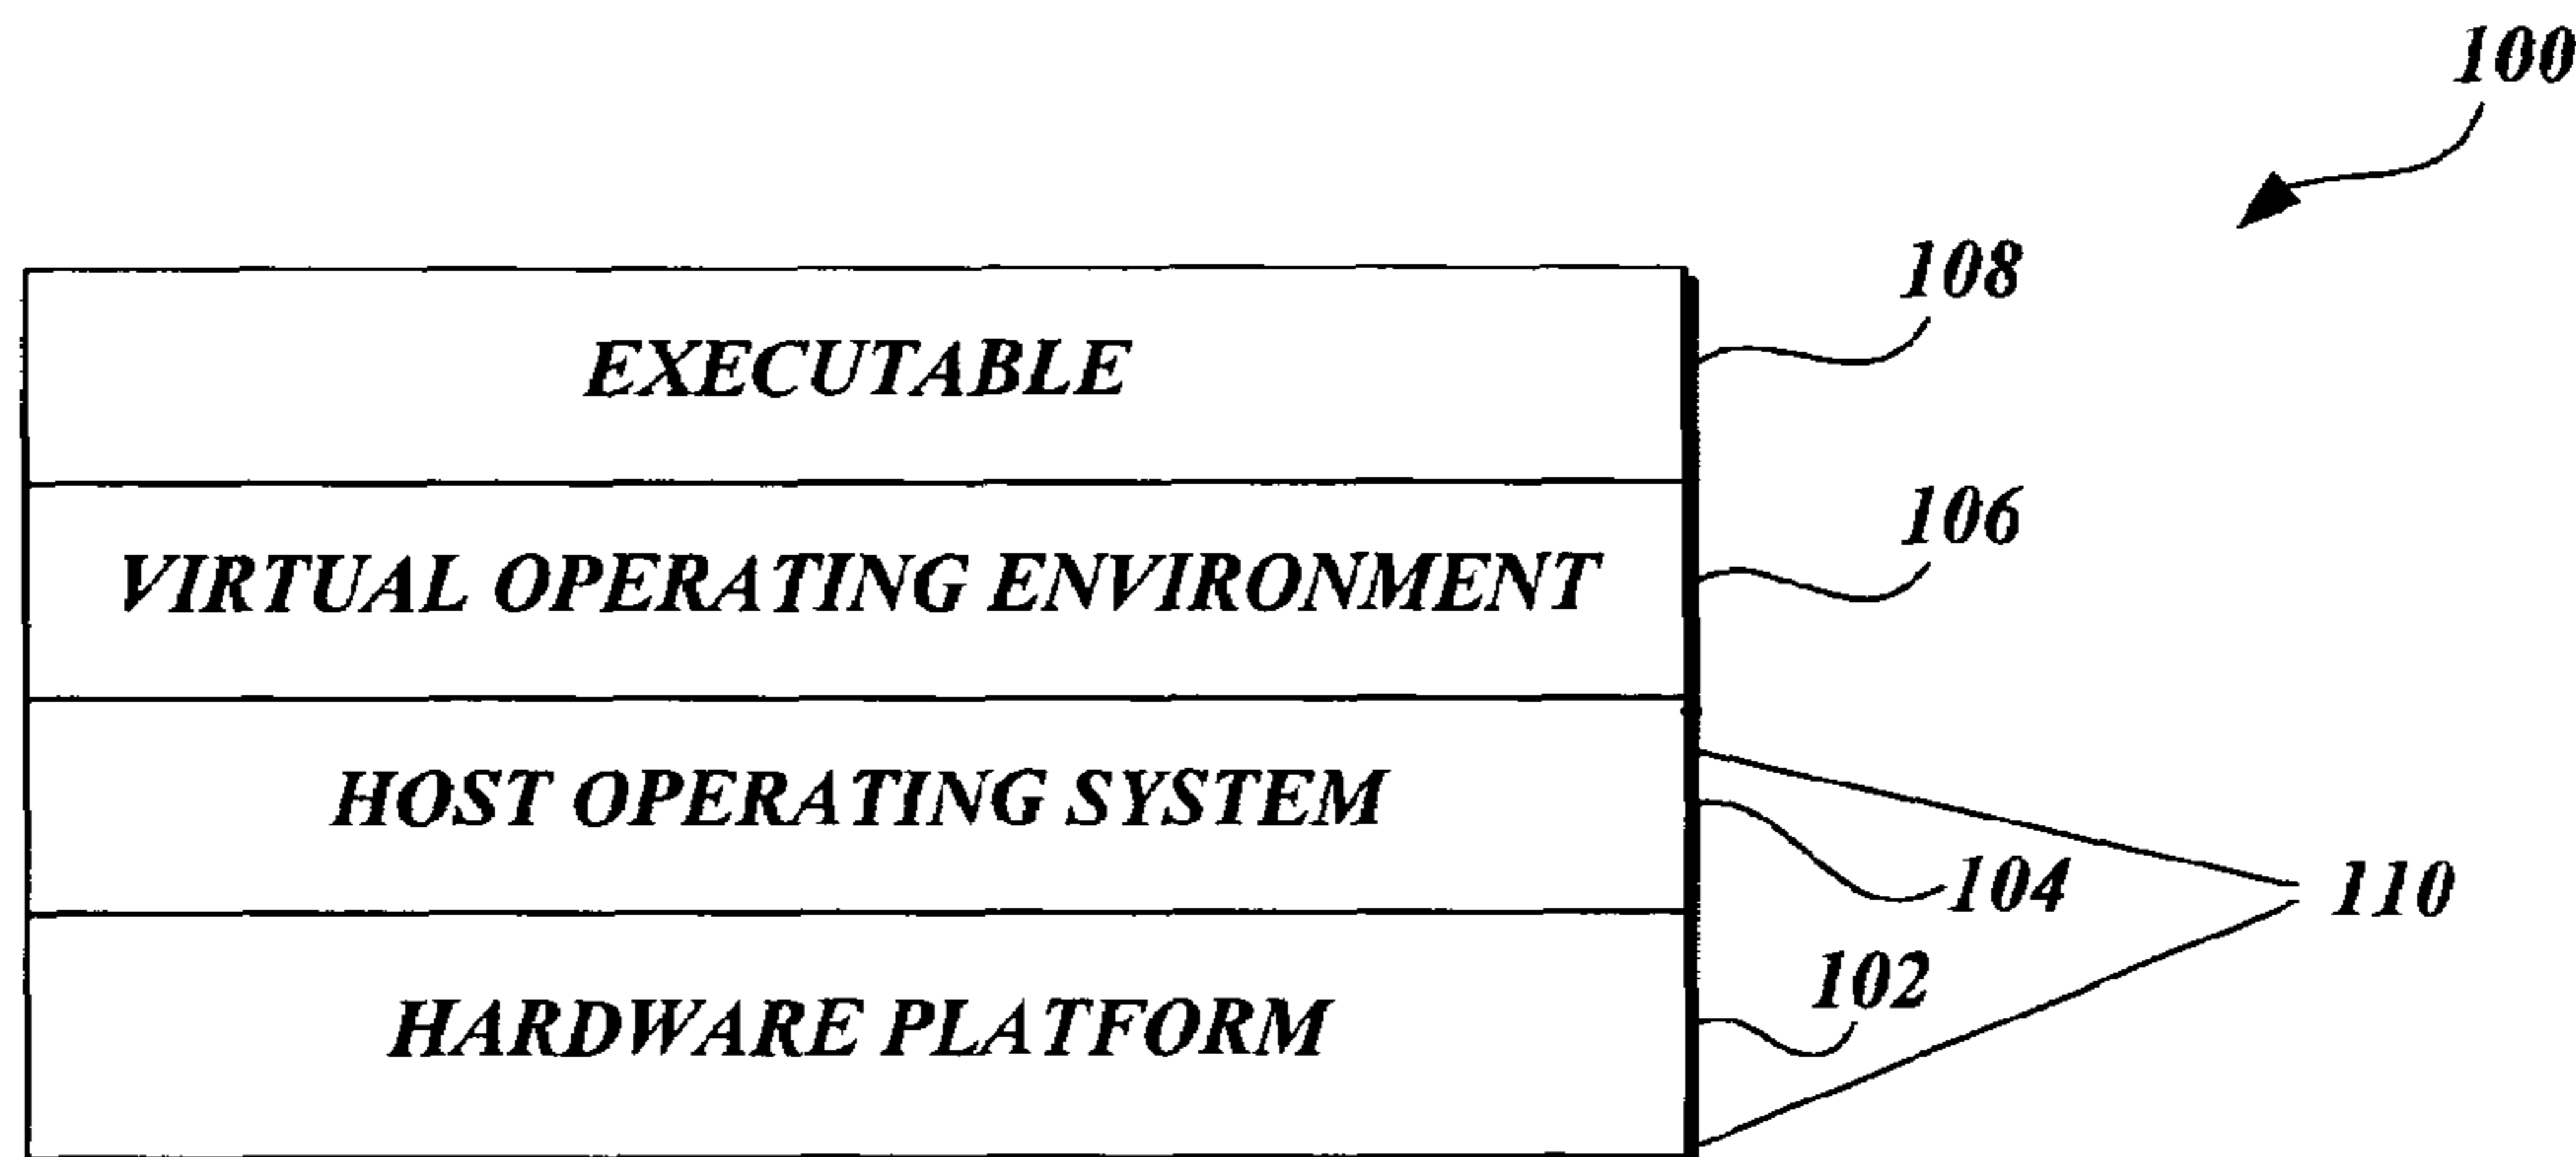 100
108
EXECUTABLE
106
VIRTUAL OPERATING ENVIRONMENT
HOST OPERATING SYSTEM
104
110
102
HARDWARE PLATFORM